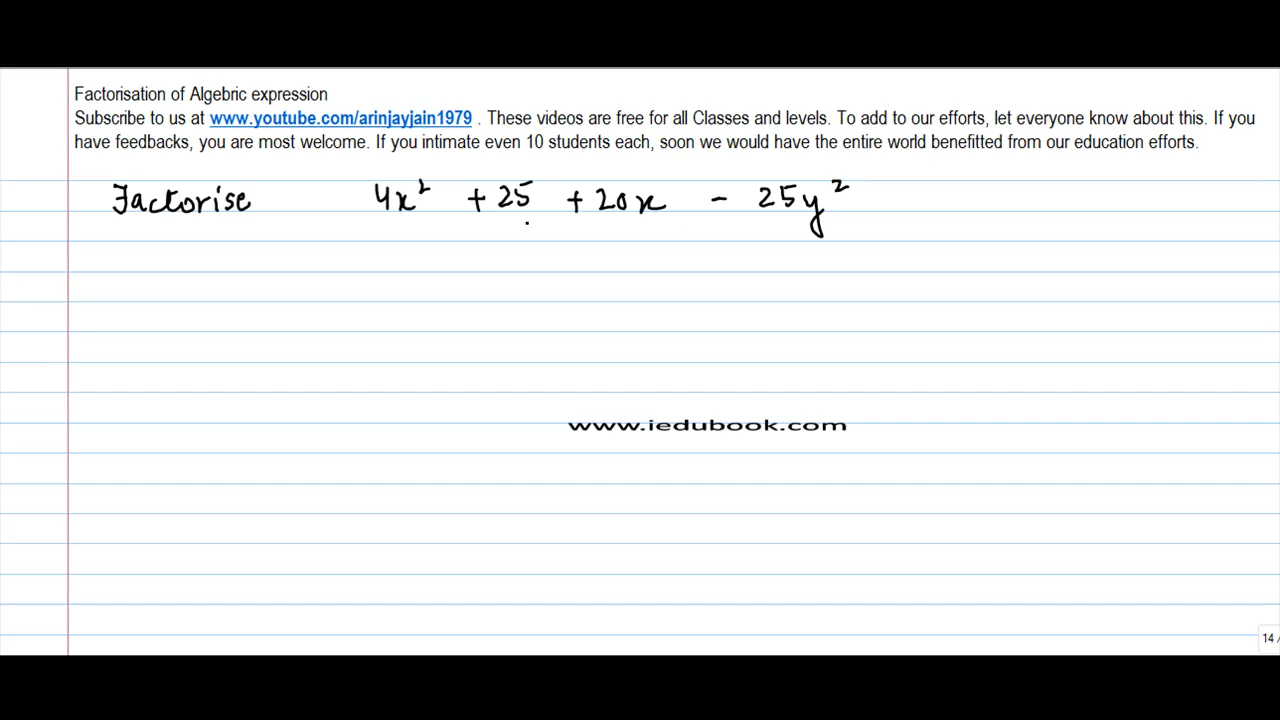 Factorisation of Algebric expression
Subscribe to us at www.youtube.com/arinjayjain1979 . These videos are free for all Classes and levels. To add to our efforts, let everyone know about this. If you
have feedbacks, you are most welcome. If you intimate even 10 students each, soon we would have the entire world benefitted from our education efforts.
Factorise 4x² + 25 + 20x - 25y²
www.iedubook.com
14 /